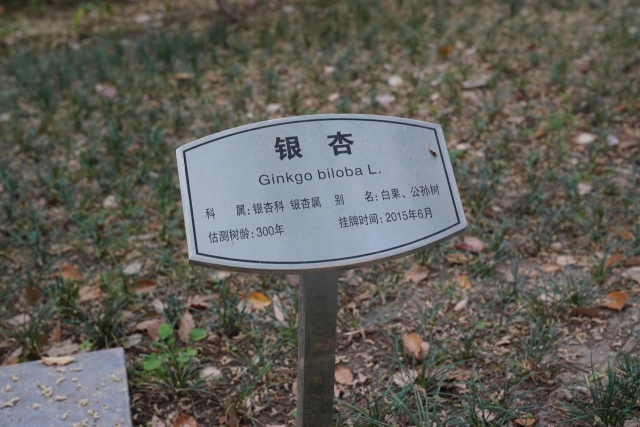 银杏
Ginkgo biloba L.
科 属:银杏科 银杏属 别 名:白果、公孙树
估测树龄:300年 挂牌时间:2015年6月